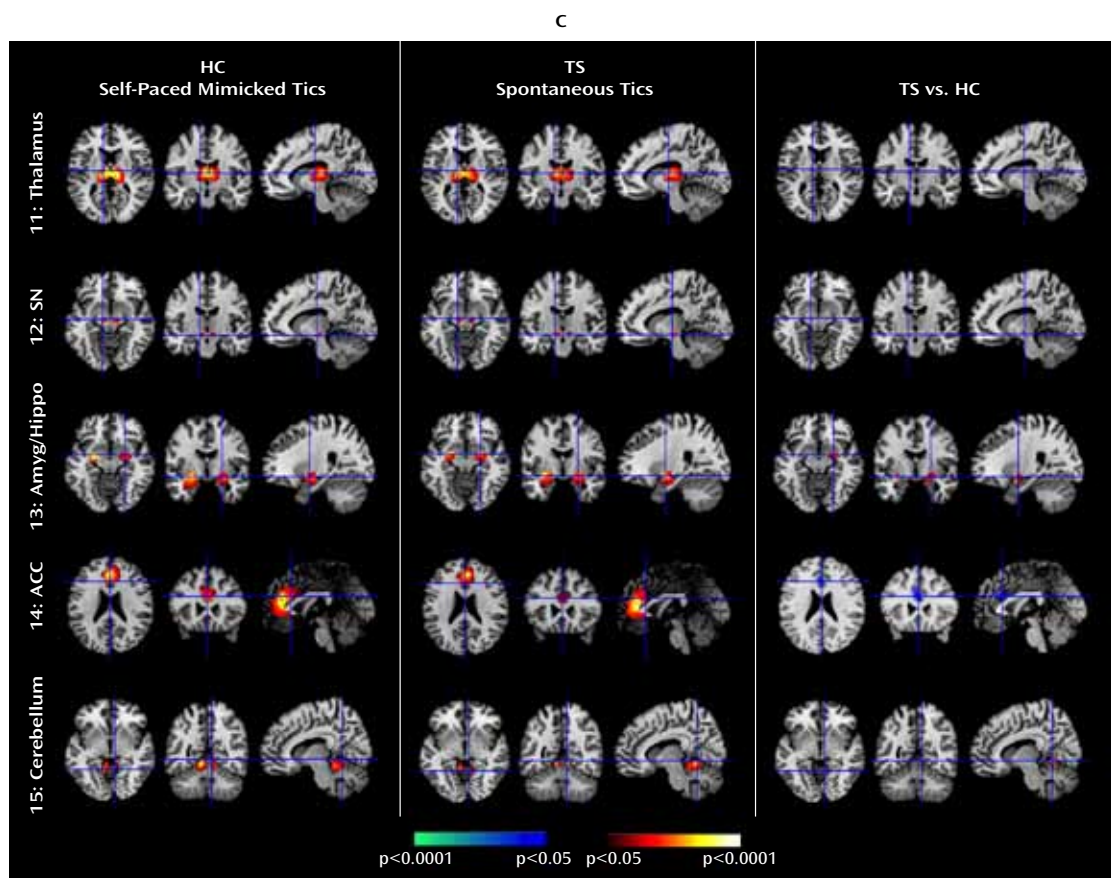 C
HC
Self-Paced Mimicked Tics
TS
Spontaneous Tics
TS vs. HC
11: Thalamus
12: SN
13: Amyg/Hippo
14: ACC
15: Cerebellum
p<0.0001 p<0.05 p<0.05 p<0.0001